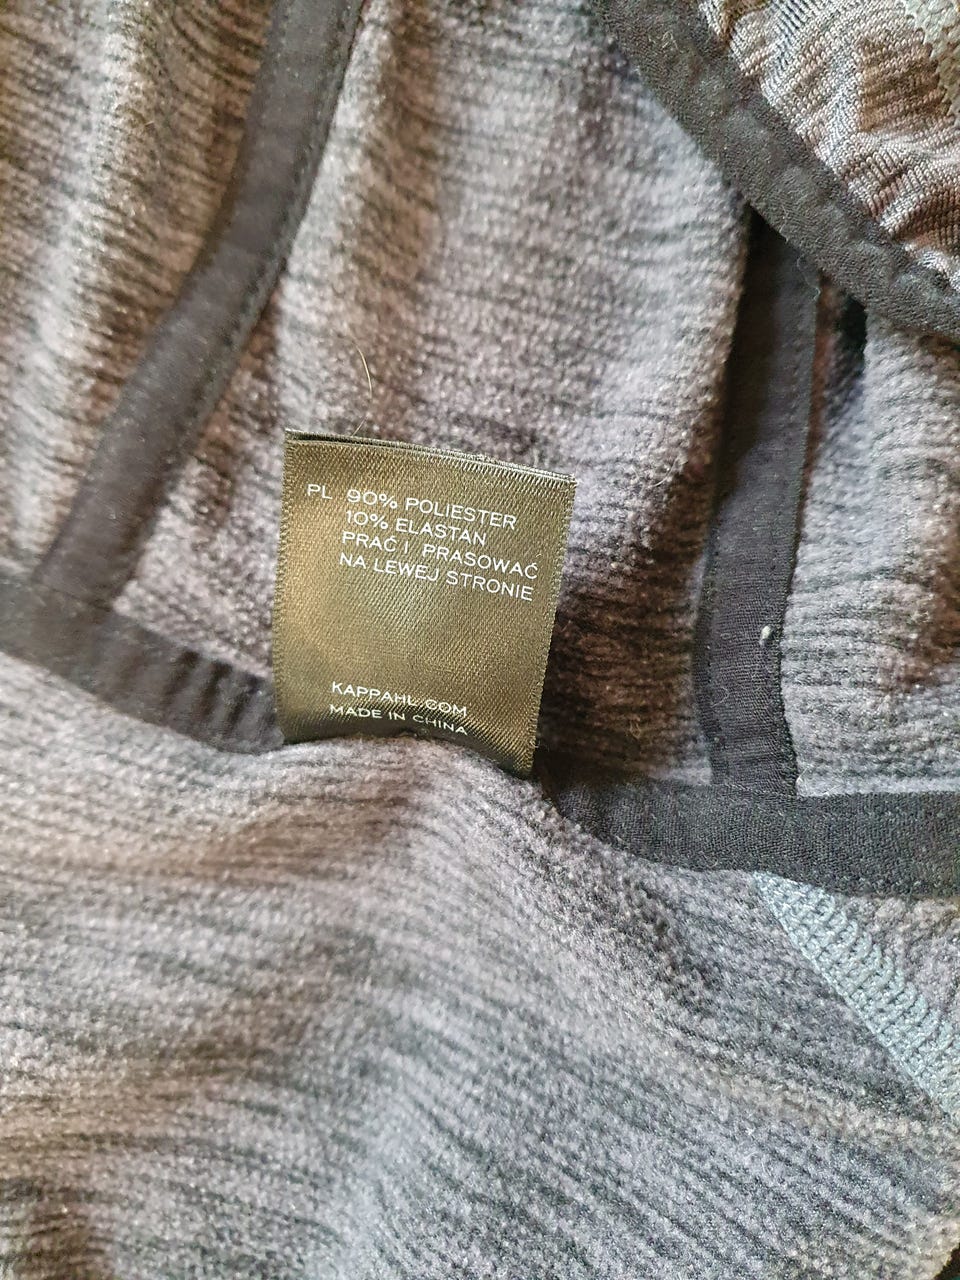 PL 90% POLIESTER
10% ELASTAN
PRAĆ I PRASOWAĆ
NA LEWEJ STRONIE
KAPPAHL.COM
MADE IN CHINA